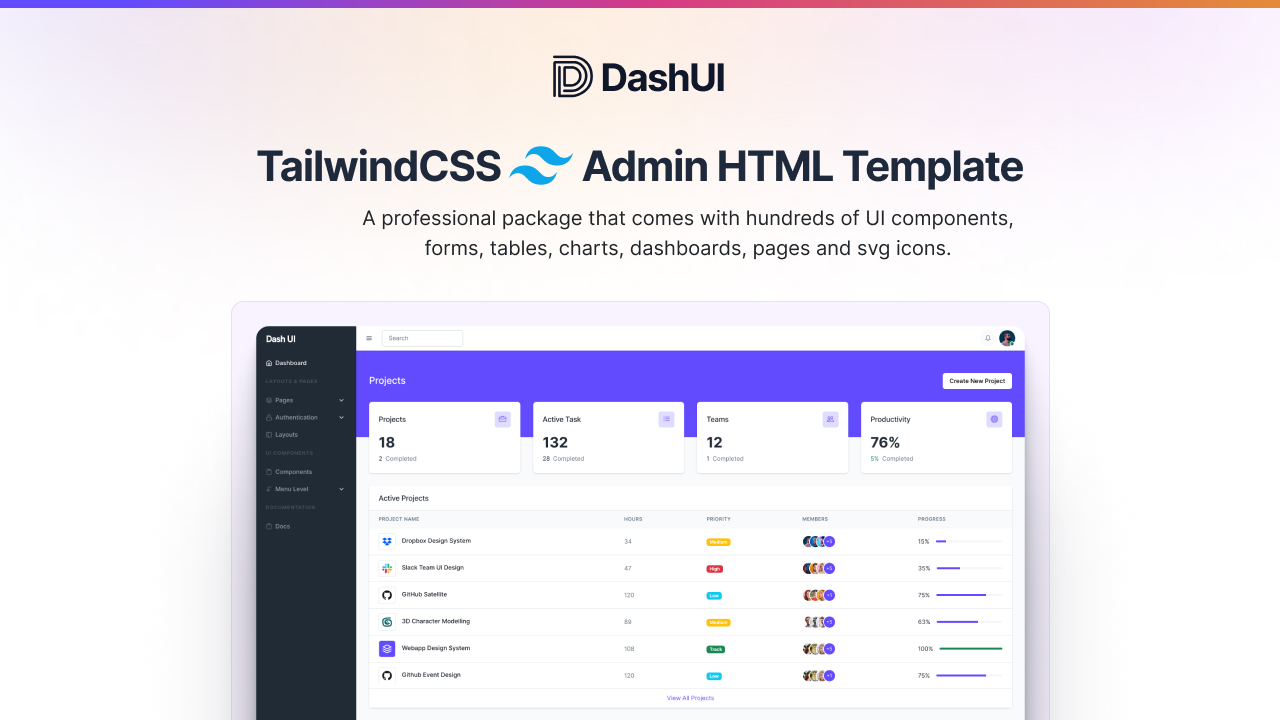 DashUI
TailwindCSS Admin HTML Template
A professional package that comes with hundreds of UI components,
forms, tables, charts, dashboards, pages and svg icons.
Dash UI
Search
Dashboard
LAYOUTS & PAGES
Pages
Authentication
Layouts
UI COMPONENTS
Components
Menu Level
DOCUMENTATION
Docs
Projects
Create New Project
Projects
18
2 Completed
Active Task
132
28 Completed
Teams
12
1 Completed
Productivity
76%
5% Completed
Active Projects
PROJECT NAME HOURS PRIORITY MEMBERS PROGRESS
Dropbox Design System 34 Medium +5 15%
Slack Team UI Design 47 High +5 35%
GitHub Satellite 120 Low +1 75%
3D Character Modelling 89 Medium +5 63%
Webapp Design System 108 Track +5 100%
Github Event Design 120 Low +1 75%
View All Projects